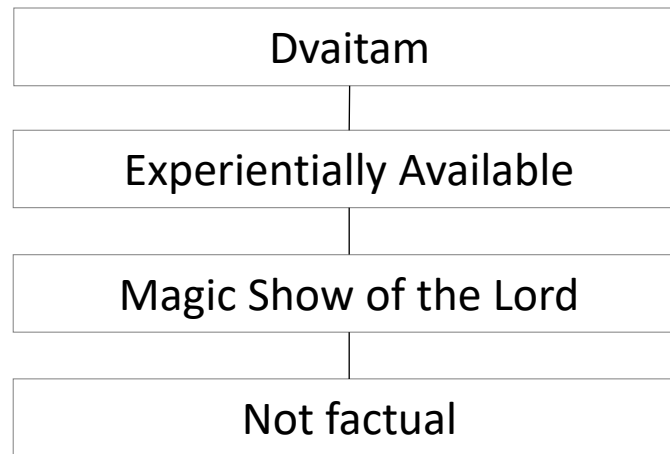 Dvaitam
Experientially Available
Magic Show of the Lord
Not factual